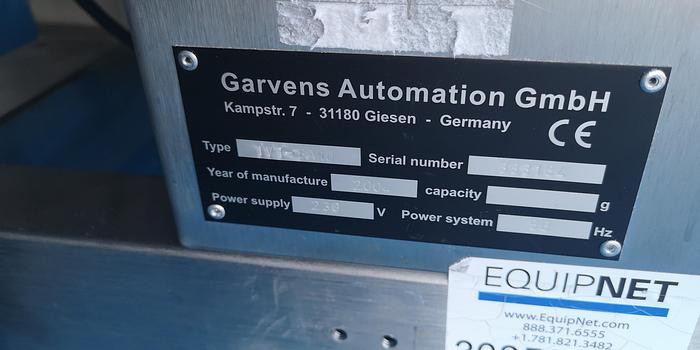 Garvens Automation GmbH
Kampstr. 7 - 31180 Giesen - Germany
CE
Type
Serial number
Year of manufacture
capacity g
Power supply 230 V
Power system Hz
EQUIPNET
www.EquipNet.com
888.371.6555
+1.781.821.3482